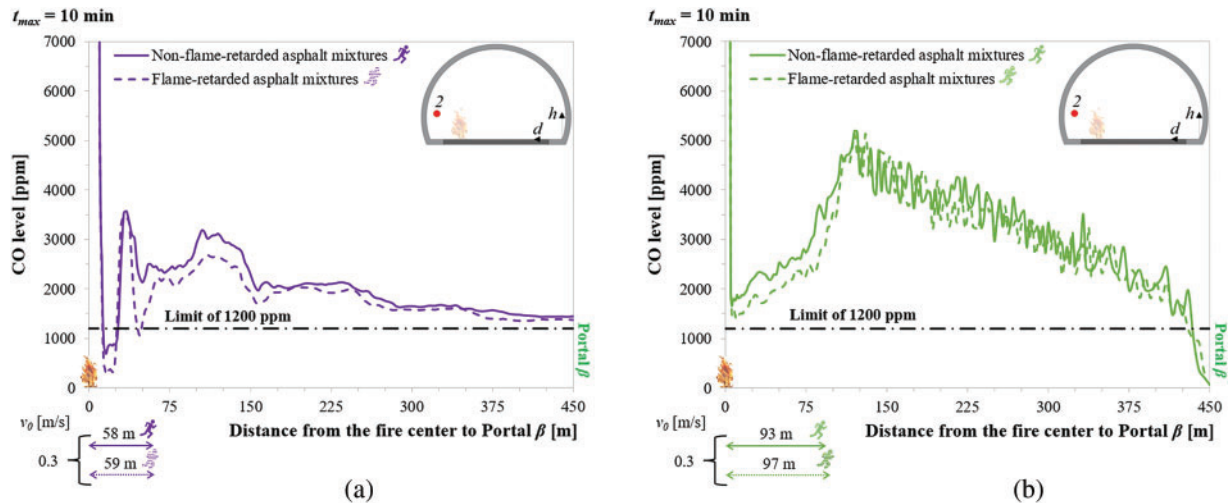 t_max = 10 min
7000
6000
5000
4000
3000
2000
1000
0
CO level [ppm]
Non-flame-retarded asphalt mixtures
Flame-retarded asphalt mixtures
2
h
d
Limit of 1200 ppm
Portal β
0 75 150 225 300 375 450
Distance from the fire center to Portal β [m]
v_0 [m/s]
0.3
58 m
59 m
(a)
t_max = 10 min
7000
6000
5000
4000
3000
2000
1000
0
CO level [ppm]
Non-flame-retarded asphalt mixtures
Flame-retarded asphalt mixtures
2
h
d
Limit of 1200 ppm
Portal β
0 75 150 225 300 375 450
Distance from the fire center to Portal β [m]
v_0 [m/s]
0.3
93 m
97 m
(b)